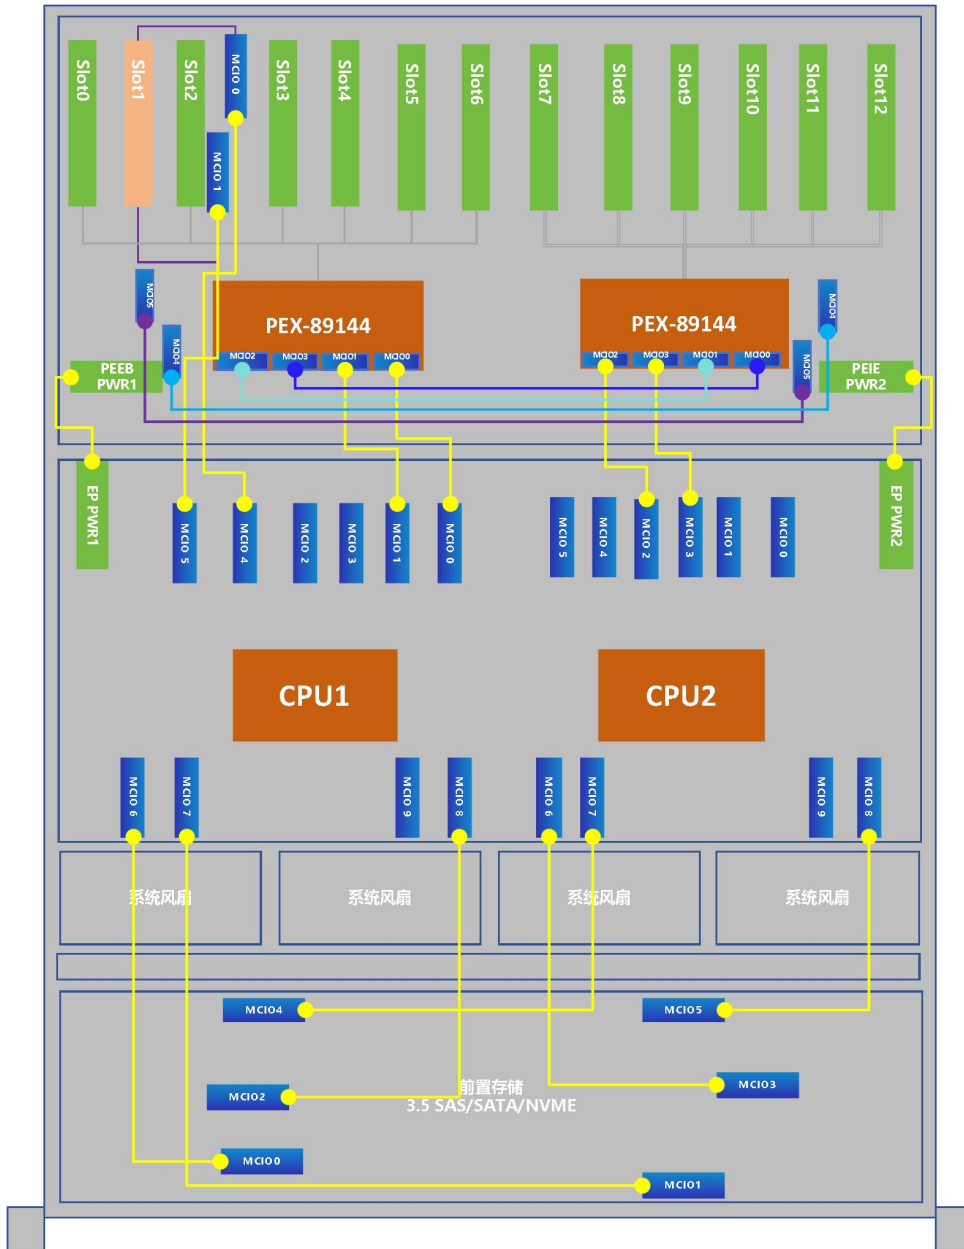 Slot0
Slot1
Slot2
MCIO 0
Slot3
Slot4
Slot5
Slot6
Slot7
Slot8
Slot9
Slot10
Slot11
Slot12
MCIO 1
MCIO5
MCIO4
PEX-89144
MCIO2
MCIO3
MCIO1
MCIO0
PEX-89144
MCIO2
MCIO3
MCIO1
MCIO0
MCIO4
MCIO5
PEEB
PWR1
PEIE
PWR2
EP PWR1
EP PWR2
MCIO 5
MCIO 4
MCIO 2
MCIO 3
MCIO 1
MCIO 0
MCIO 5
MCIO 4
MCIO 2
MCIO 3
MCIO 1
MCIO 0
CPU1
CPU2
MCIO 6
MCIO 7
MCIO 9
MCIO 8
MCIO 6
MCIO 7
MCIO 9
MCIO 8
系统风扇
系统风扇
系统风扇
系统风扇
MCIO4
MCIO5
前置存储
3.5 SAS/SATA/NVME
MCIO2
MCIO3
MCIO0
MCIO1